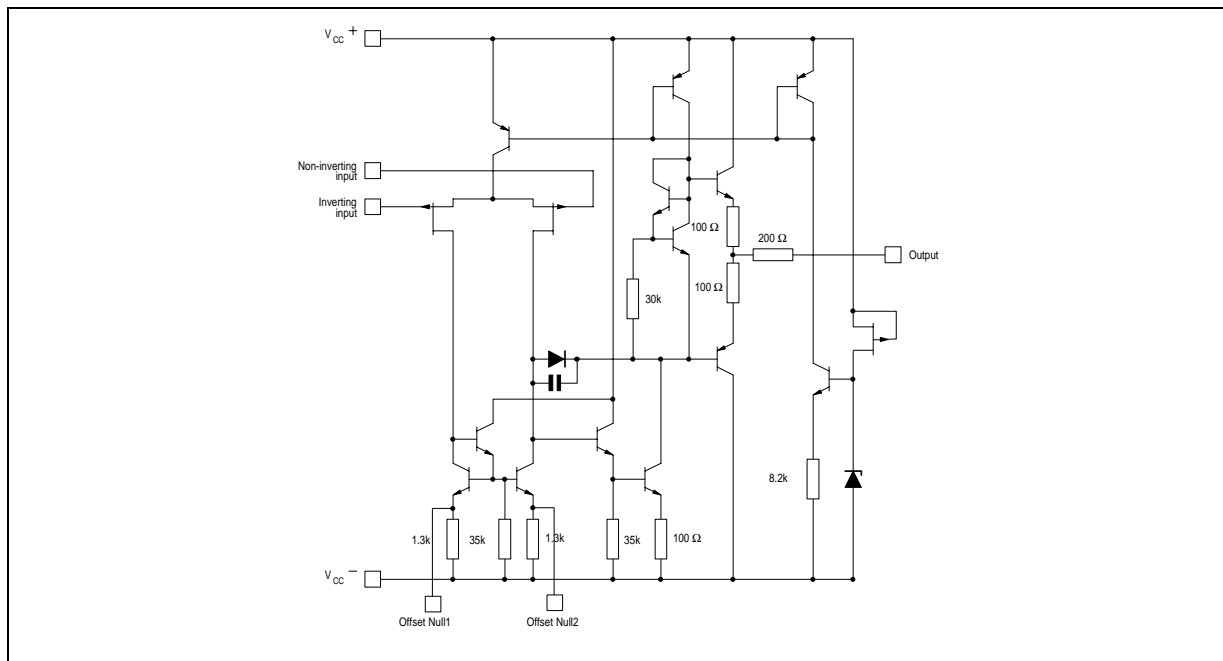 V CC +
Non-inverting
input
Inverting
input
100 Ω
200 Ω
Output
100 Ω
30k
8.2k
1.3k
35k
1.3k
35k
100 Ω
V CC −
Offset Null1
Offset Null2